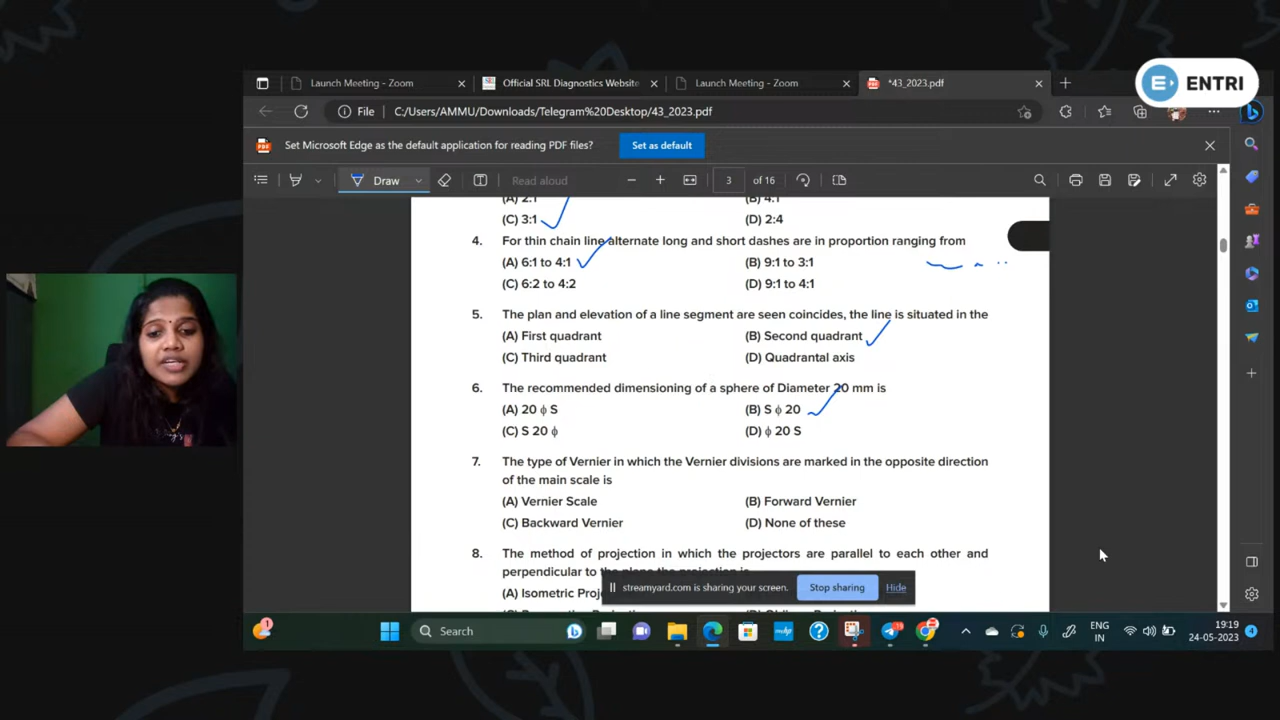 ENTRI
Launch Meeting - Zoom
Official SRL Diagnostics Website
Launch Meeting - Zoom
*43_2023.pdf
File
C:/Users/AMMU/Downloads/Telegram%20Desktop/43_2023.pdf
Set Microsoft Edge as the default application for reading PDF files?
Set as default
Draw
Read aloud
3 of 16
(A) 2:1 (B) 4:1
(C) 3:1 (D) 2:4
4. For thin chain line alternate long and short dashes are in proportion ranging from
(A) 6:1 to 4:1 (B) 9:1 to 3:1
(C) 6:2 to 4:2 (D) 9:1 to 4:1
5. The plan and elevation of a line segment are seen coincides, the line is situated in the
(A) First quadrant (B) Second quadrant
(C) Third quadrant (D) Quadrantal axis
6. The recommended dimensioning of a sphere of Diameter 20 mm is
(A) 20 ϕ S (B) S ϕ 20
(C) S 20 ϕ (D) ϕ 20 S
7. The type of Vernier in which the Vernier divisions are marked in the opposite direction
of the main scale is
(A) Vernier Scale (B) Forward Vernier
(C) Backward Vernier (D) None of these
8. The method of projection in which the projectors are parallel to each other and
perpendicular to
(A) Isometric
streamyard.com is sharing your screen.
Stop sharing
Hide
Search
ENG
IN
19:19
24-05-2023